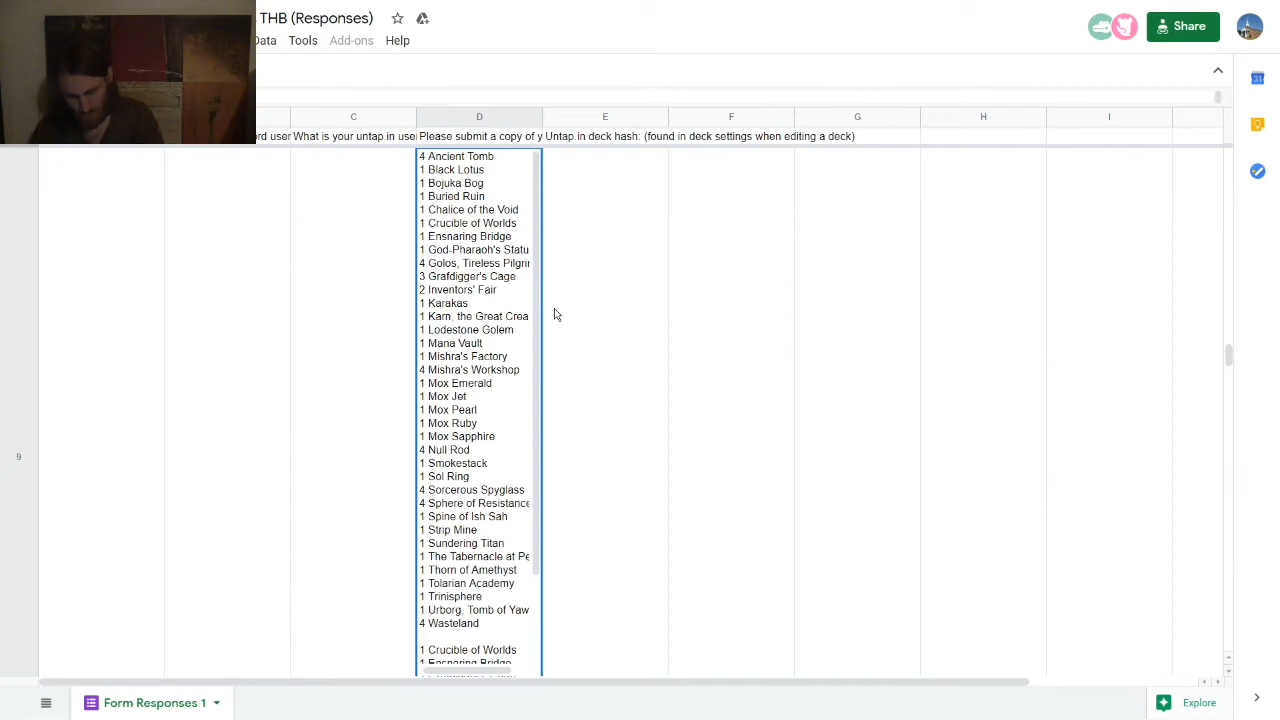 THB (Responses)
Data Tools Add-ons Help
Share
C D E F G H I
ord user What is your untap.in user Please submit a copy of y Untap.in deck hash: (found in deck settings when editing a deck)
4 Ancient Tomb
1 Black Lotus
1 Bojuka Bog
1 Buried Ruin
1 Chalice of the Void
1 Crucible of Worlds
1 Ensnaring Bridge
1 God-Pharaoh's Statu
4 Golos, Tireless Pilgri
3 Grafdigger's Cage
2 Inventors' Fair
1 Karakas
1 Karn, the Great Crea
1 Lodestone Golem
1 Mana Vault
1 Mishra's Factory
4 Mishra's Workshop
1 Mox Emerald
1 Mox Jet
1 Mox Pearl
1 Mox Ruby
1 Mox Sapphire
4 Null Rod
9
1 Smokestack
1 Sol Ring
4 Sorcerous Spyglass
4 Sphere of Resistance
1 Spine of Ish Sah
1 Strip Mine
1 Sundering Titan
1 The Tabernacle at Pe
1 Thorn of Amethyst
1 Tolarian Academy
1 Trinisphere
1 Urborg, Tomb of Yaw
4 Wasteland
1 Crucible of Worlds
1 Ensnaring Bridge
Form Responses 1
Explore